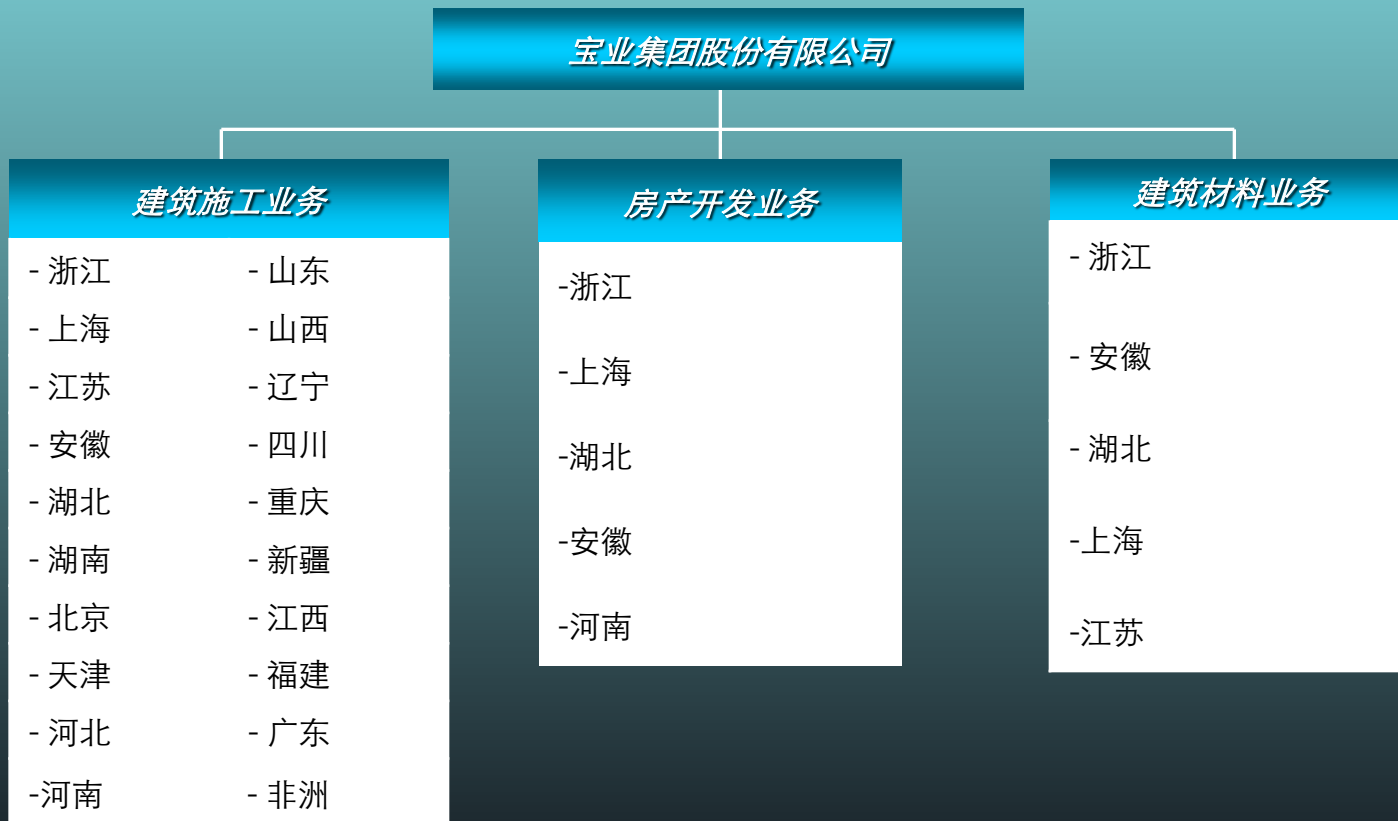 宝业集团股份有限公司
建筑施工业务
- 浙江
- 上海
- 江苏
- 安徽
- 湖北
- 湖南
- 北京
- 天津
- 河北
-河南
- 山东
- 山西
- 辽宁
- 四川
- 重庆
- 新疆
- 江西
- 福建
- 广东
- 非洲
房产开发业务
-浙江
-上海
-湖北
-安徽
-河南
建筑材料业务
- 浙江
- 安徽
- 湖北
-上海
-江苏